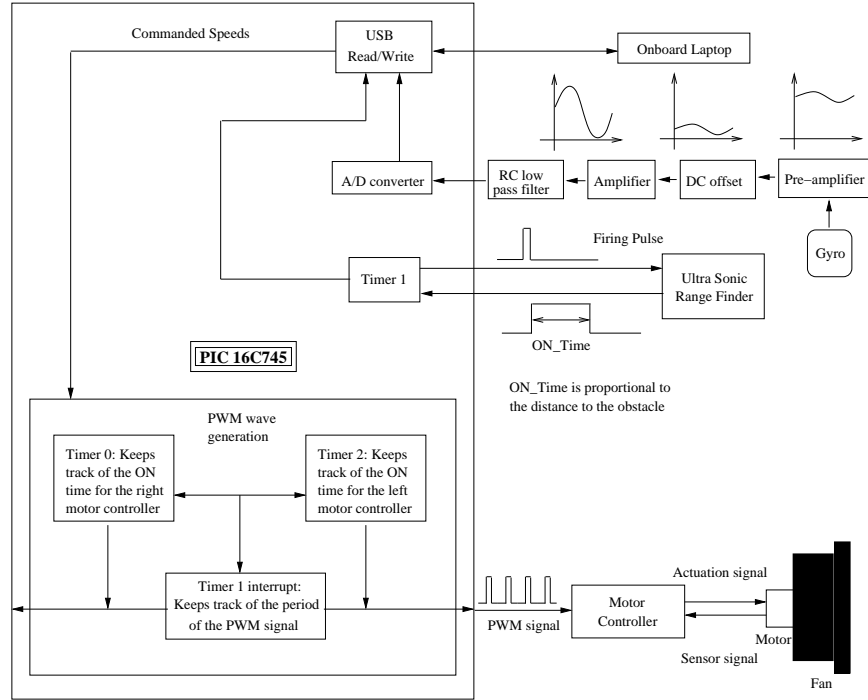 Commanded Speeds
USB
Read/Write
Onboard Laptop
A/D converter
RC low
pass filter
Amplifier
DC offset
Pre-amplifier
Gyro
Firing Pulse
Timer 1
Ultra Sonic
Range Finder
ON_Time
PIC 16C745
ON_Time is proportional to
the distance to the obstacle
PWM wave
generation
Timer 0: Keeps
track of the ON
time for the right
motor controller
Timer 2: Keeps
track of the ON
time for the left
motor controller
Timer 1 interrupt:
Keeps track of the period
of the PWM signal
PWM signal
Motor
Controller
Actuation signal
Sensor signal
Motor
Fan